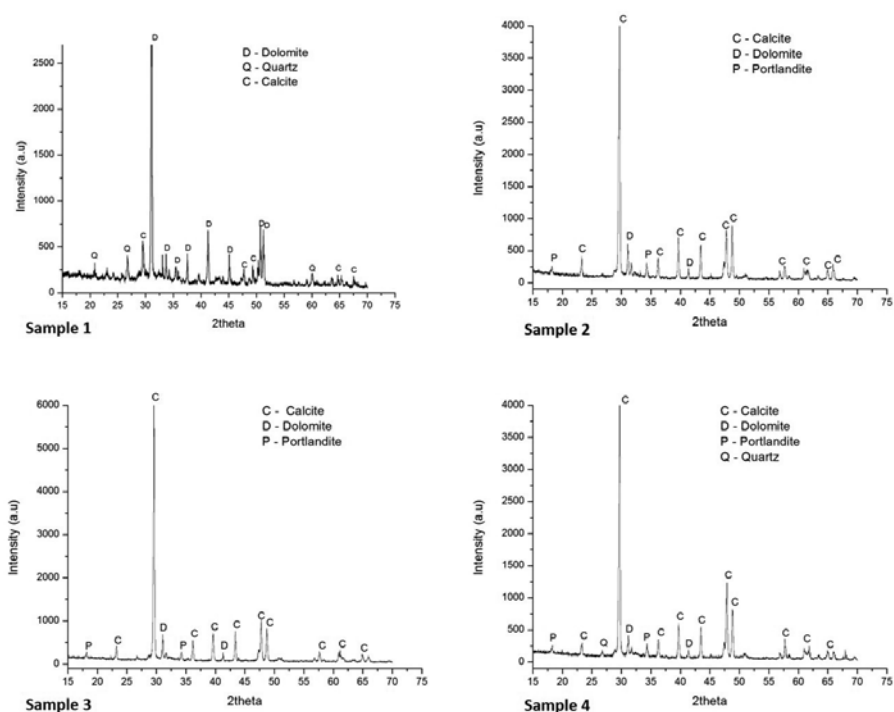 D
D - Dolomite
Q - Quartz
C - Calcite
2500
2000
1500
1000
500
0
Intensity (a.u)
Q
Q
C
D
D
D
D
D
C
C
D
D
Q
C
C
15 20 25 30 35 40 45 50 55 60 65 70 75
2theta
Sample 1
C
C - Calcite
D - Dolomite
P - Portlandite
4000
3500
3000
2500
2000
1500
1000
500
0
Intensity (a.u)
P
C
D
P
C
C
D
C
C
C
C
C
C
C
15 20 25 30 35 40 45 50 55 60 65 70 75
2theta
Sample 2
C
C - Calcite
D - Dolomite
P - Portlandite
6000
5000
4000
3000
2000
1000
0
Intensity (a.u)
P
C
D
P
C
C
D
C
C
C
C
C
C
15 20 25 30 35 40 45 50 55 60 65 70 75
2theta
Sample 3
C
C - Calcite
D - Dolomite
P - Portlandite
Q - Quartz
4000
3500
3000
2500
2000
1500
1000
500
0
Intensity (a.u)
P
C
Q
D
P
C
C
D
C
C
C
C
C
C
15 20 25 30 35 40 45 50 55 60 65 70 75
2theta
Sample 4